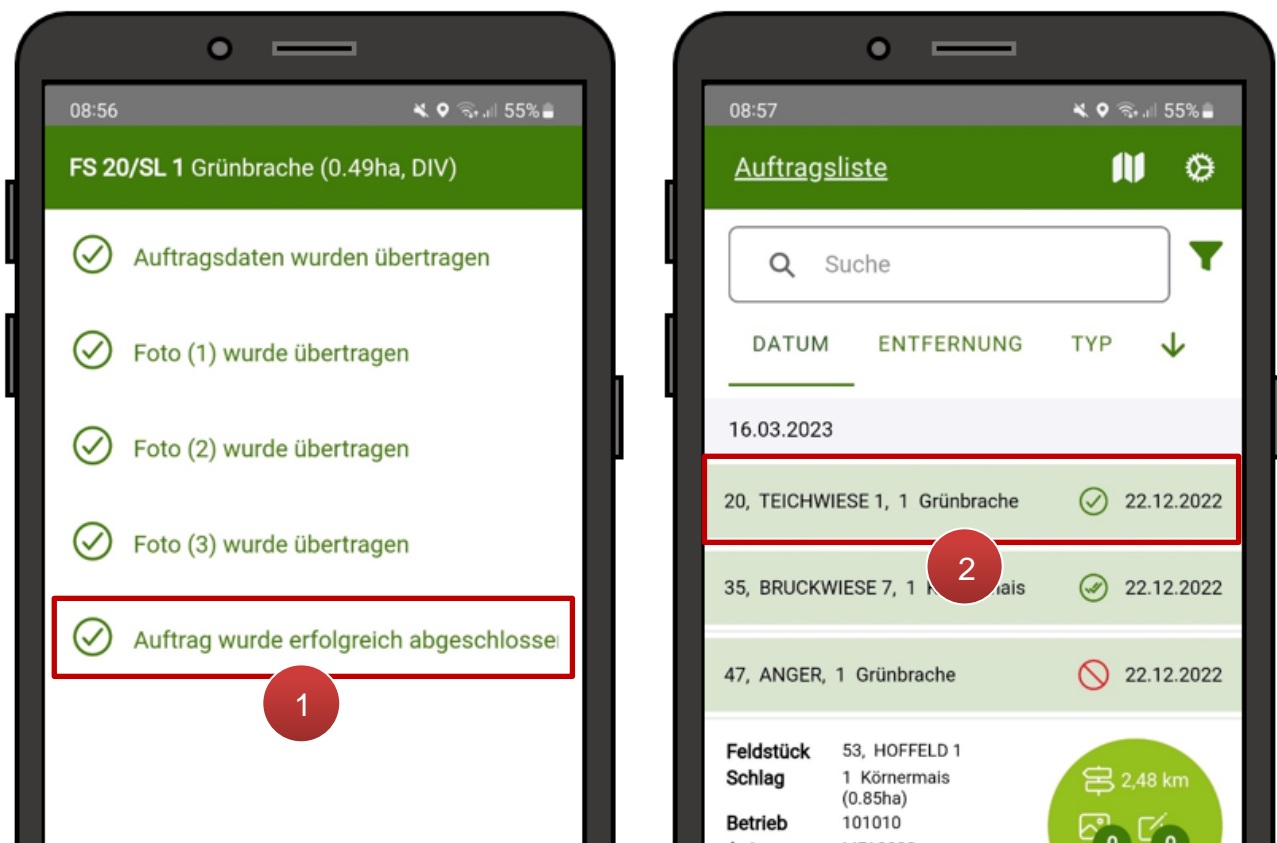 08:56
55%
FS 20/SL 1 Grünbrache (0.49ha, DIV)
Auftragsdaten wurden übertragen
Foto (1) wurde übertragen
Foto (2) wurde übertragen
Foto (3) wurde übertragen
Auftrag wurde erfolgreich abgeschlossen
1
08:57
55%
Auftragsliste
Suche
DATUM ENTFERNUNG TYP
16.03.2023
20, TEICHWIESE 1, 1 Grünbrache 22.12.2022
2
35, BRUCKWIESE 7, 1 22.12.2022
47, ANGER, 1 Grünbrache 22.12.2022
Feldstück 53, HOFFELD 1
Schlag 1 Körnermais
(0.85ha)
2,48 km
Betrieb 101010